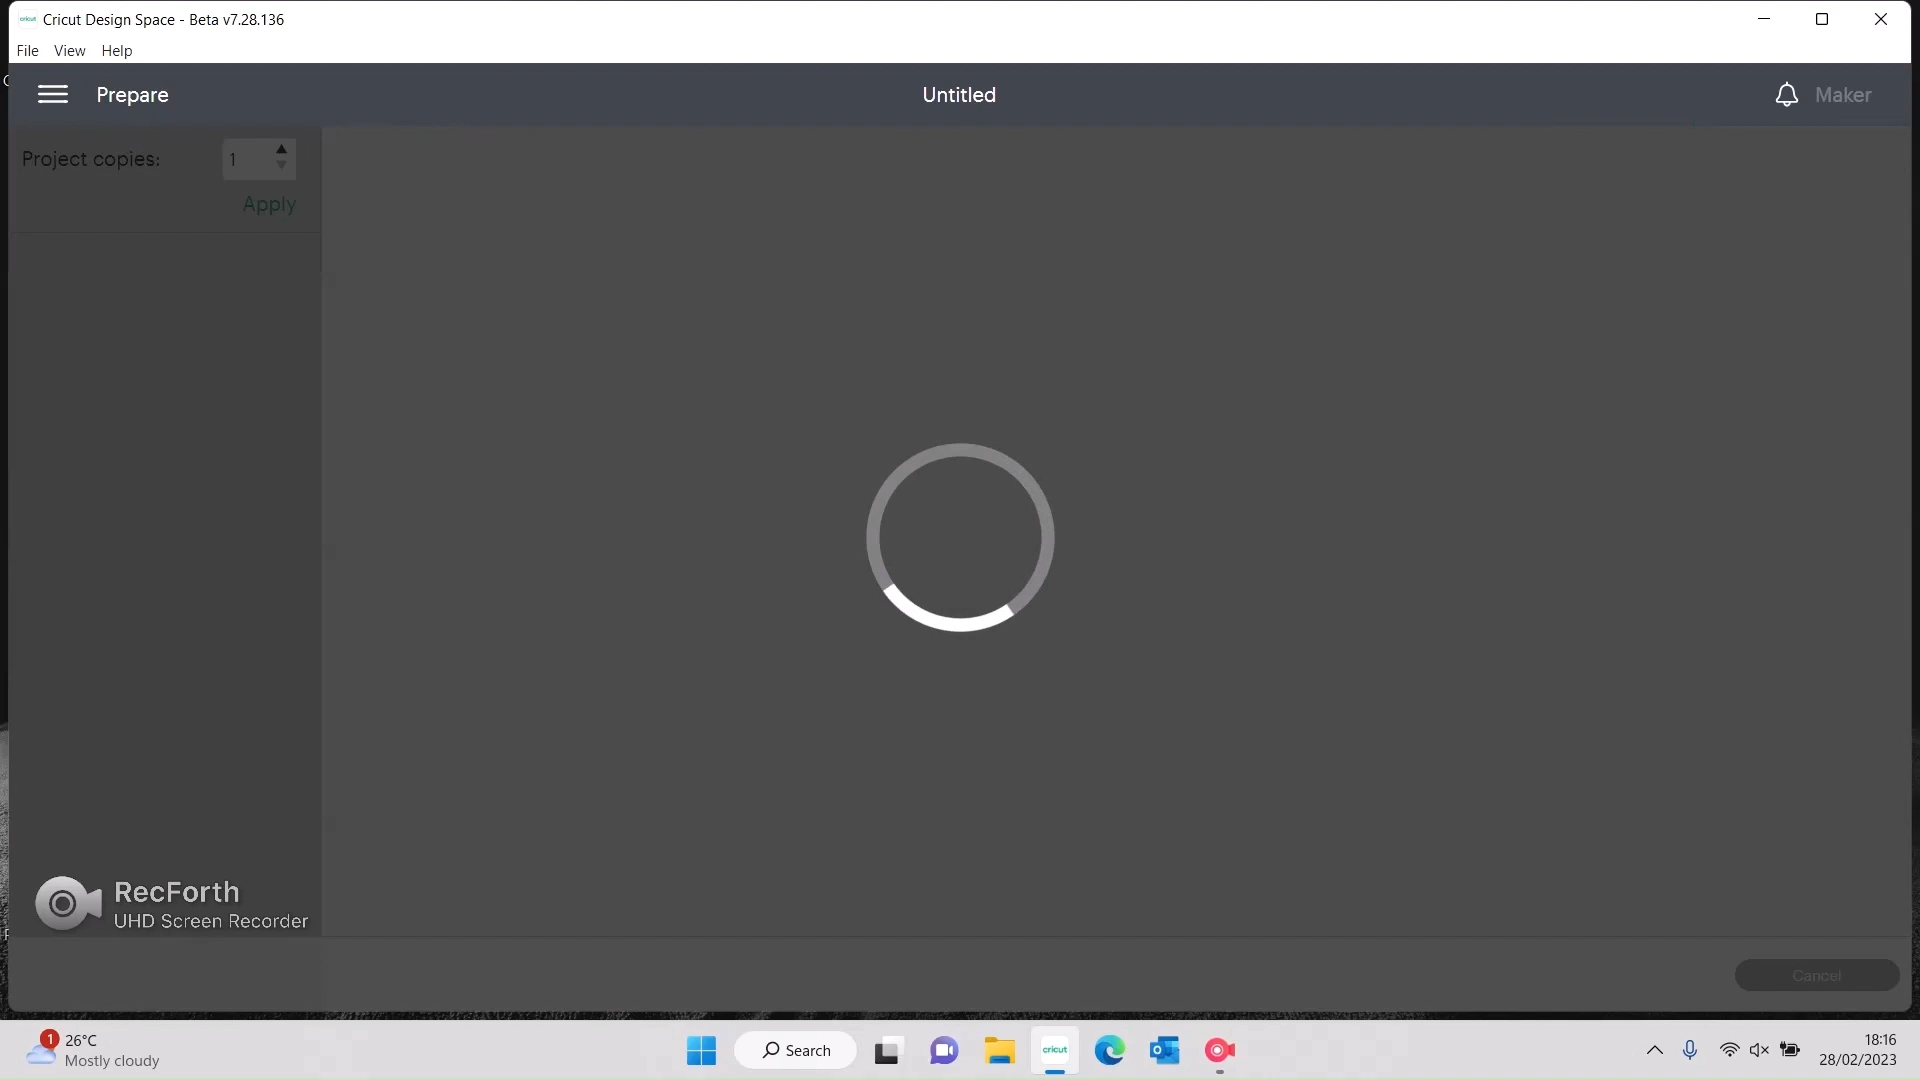 cricut Cricut Design Space - Beta v7.28.136
File View Help
Prepare Untitled Maker
Project copies: 1
Apply
RecForth
UHD Screen Recorder
Cancel
1 26°C
Mostly cloudy
Search
cricut
18:16
28/02/2023